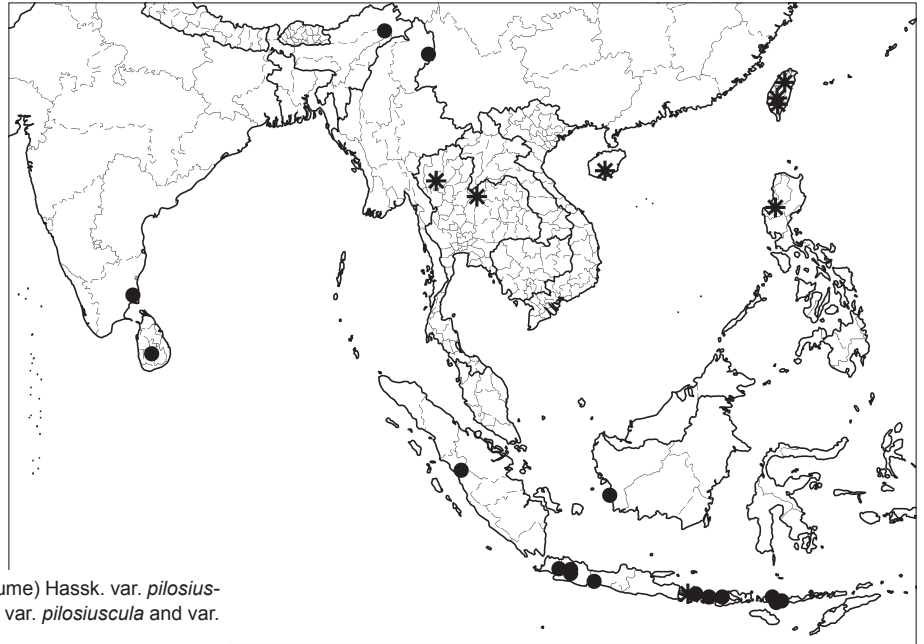 ume) Hassk. var. pilosius-
var. pilosiuscula and var.